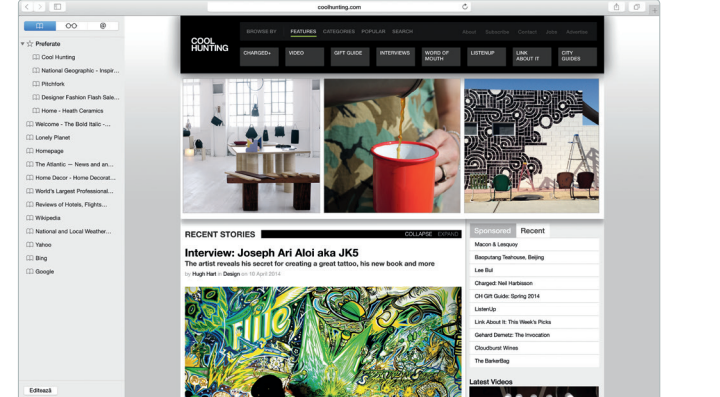 coolhunting.com
@
Preferate
Cool Hunting
National Geographic - Inspir...
Pitchfork
Designer Fashion Flash Sale...
Home - Heath Ceramics
Welcome - The Bold Italic -...
Lonely Planet
Homepage
The Atlantic — News and an...
Home Decor - Home Decorat...
World's Largest Professional...
Reviews of Hotels, Flights...
Wikipedia
National and Local Weather...
Yahoo
Bing
Google
Editează
COOL
HUNTING
BROWSE BY FEATURES CATEGORIES POPULAR SEARCH
About Subscribe Contact Jobs Advertise
CHARGED+ VIDEO GIFT GUIDE INTERVIEWS WORD OF MOUTH LISTENUP LINK ABOUT IT CITY GUIDES
RECENT STORIES COLLAPSE EXPAND
Interview: Joseph Ari Aloi aka JK5
The artist reveals his secret for creating a great tattoo, his new book and more
by Hugh Hart in Design on 18 April 2014
Sponsored Recent
Macon & Lesquoy
Baoputang Teahouse, Beijing
Lee Bul
Charged: Neil Harbisson
CH Gift Guide: Spring 2014
ListenUp
Link About It: This Week's Picks
Gehard Demetz: The Invocation
Cloudburst Wines
The BarkerBag
Latest Videos